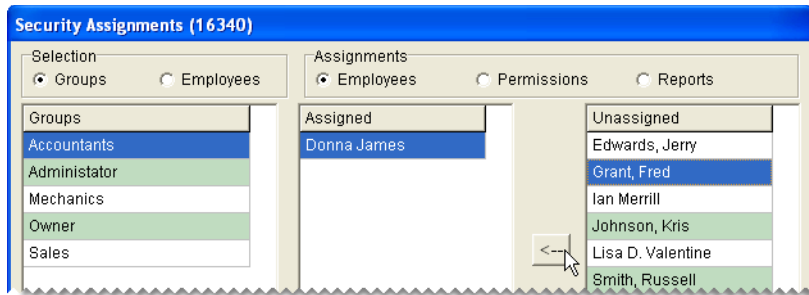 Security Assignments (16340)
Selection
Assignments
Groups Employees
Employees Permissions Reports
Groups
Accountants
Administator
Mechanics
Owner
Sales
Assigned
Donna James
<--
Unassigned
Edwards, Jerry
Grant, Fred
Ian Merrill
Johnson, Kris
Lisa D. Valentine
Smith, Russell